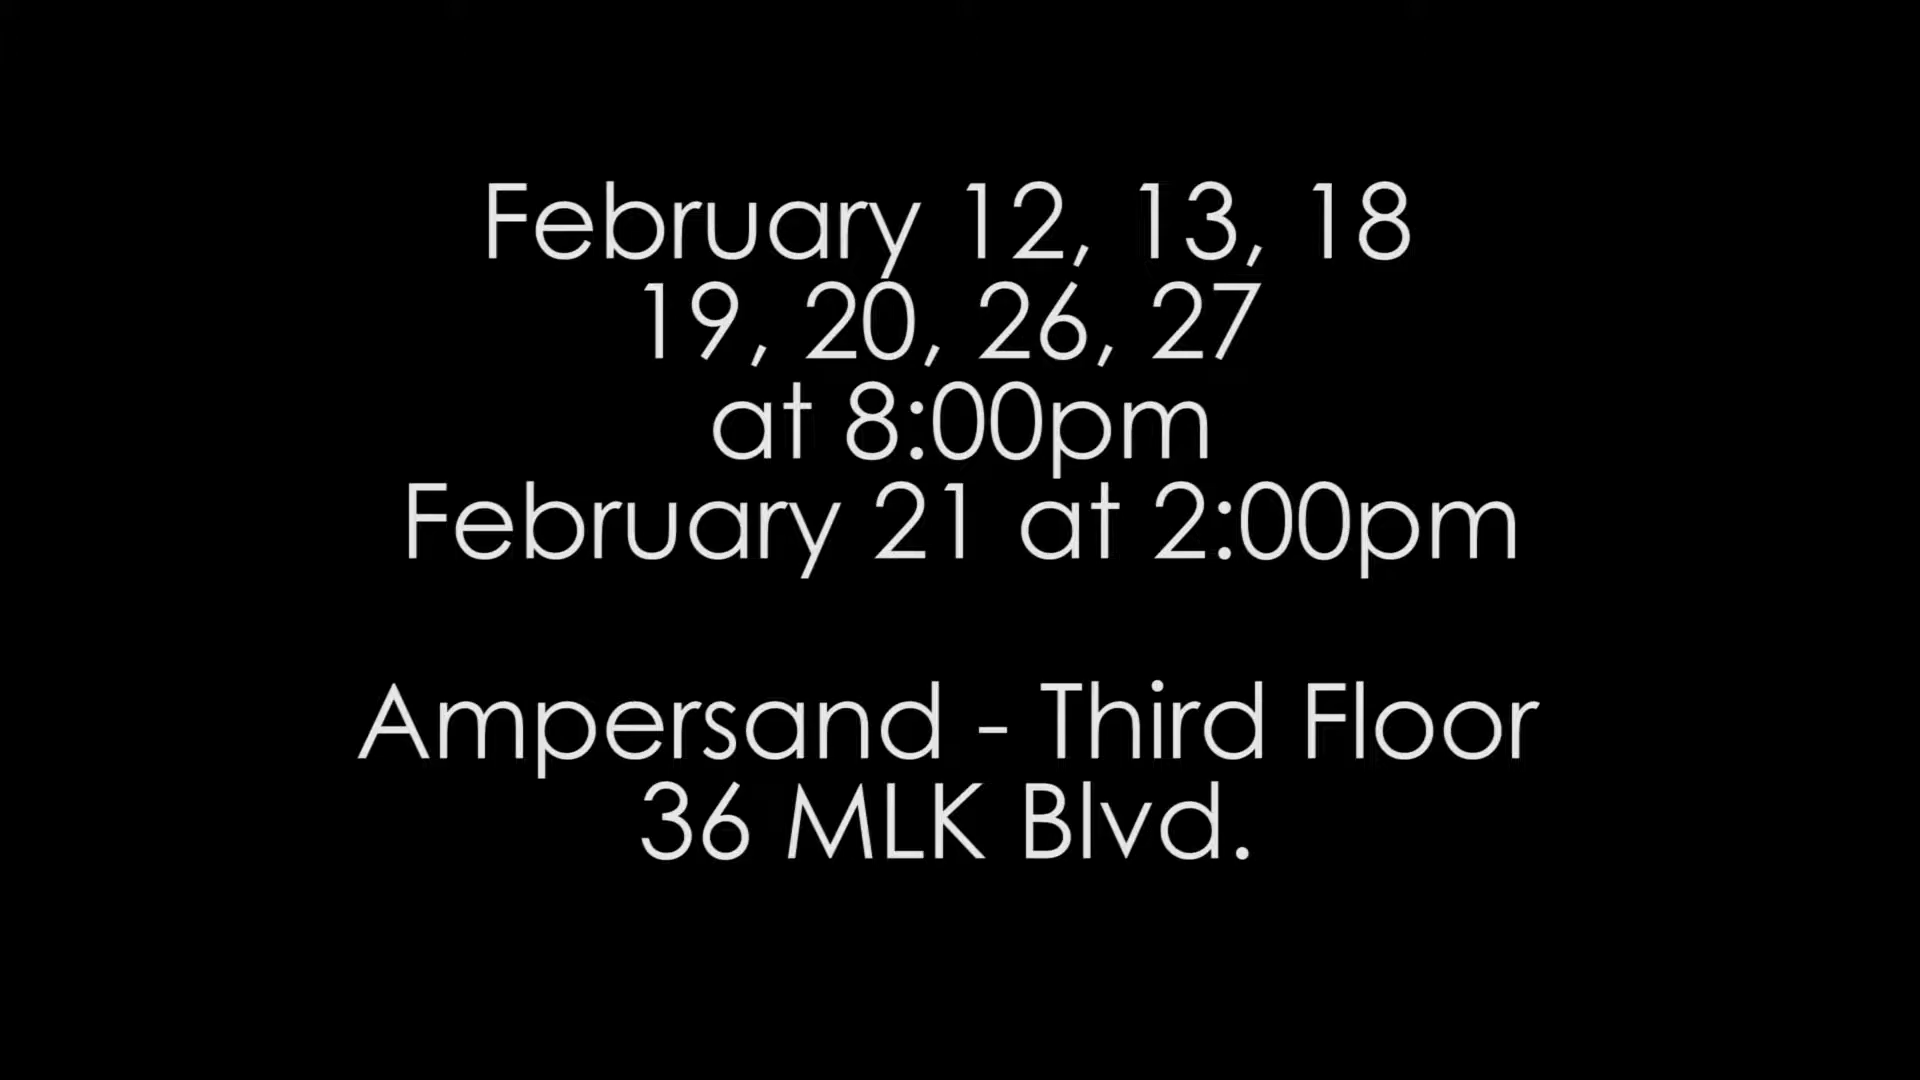 February 12, 13, 18
19, 20, 26, 27
at 8:00pm
February 21 at 2:00pm
Ampersand - Third Floor
36 MLK Blvd.